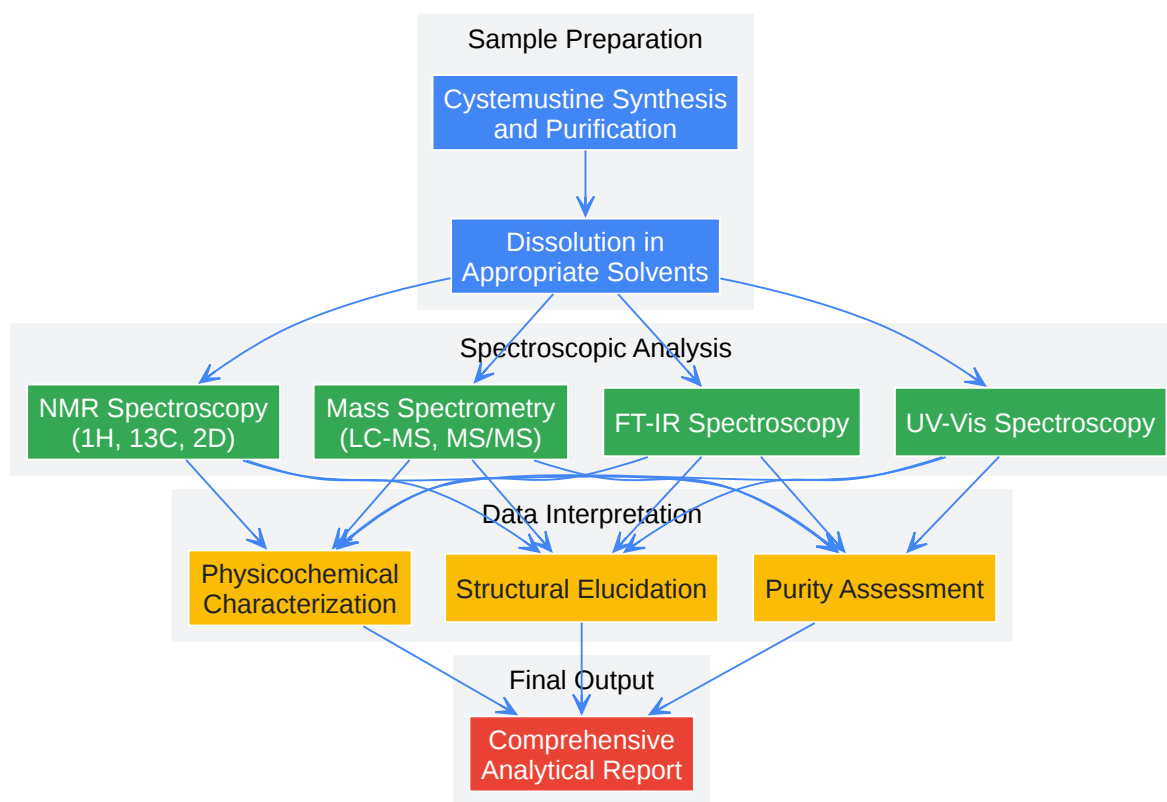 Sample Preparation
Cystemustine Synthesis
and Purification
Dissolution in
Appropriate Solvents
Spectroscopic Analysis
NMR Spectroscopy
(1H, 13C, 2D)
Mass Spectrometry
(LC-MS, MS/MS)
FT-IR Spectroscopy
UV-Vis Spectroscopy
Data Interpretation
Physicochemical
Characterization
Structural Elucidation
Purity Assessment
Final Output
Comprehensive
Analytical Report